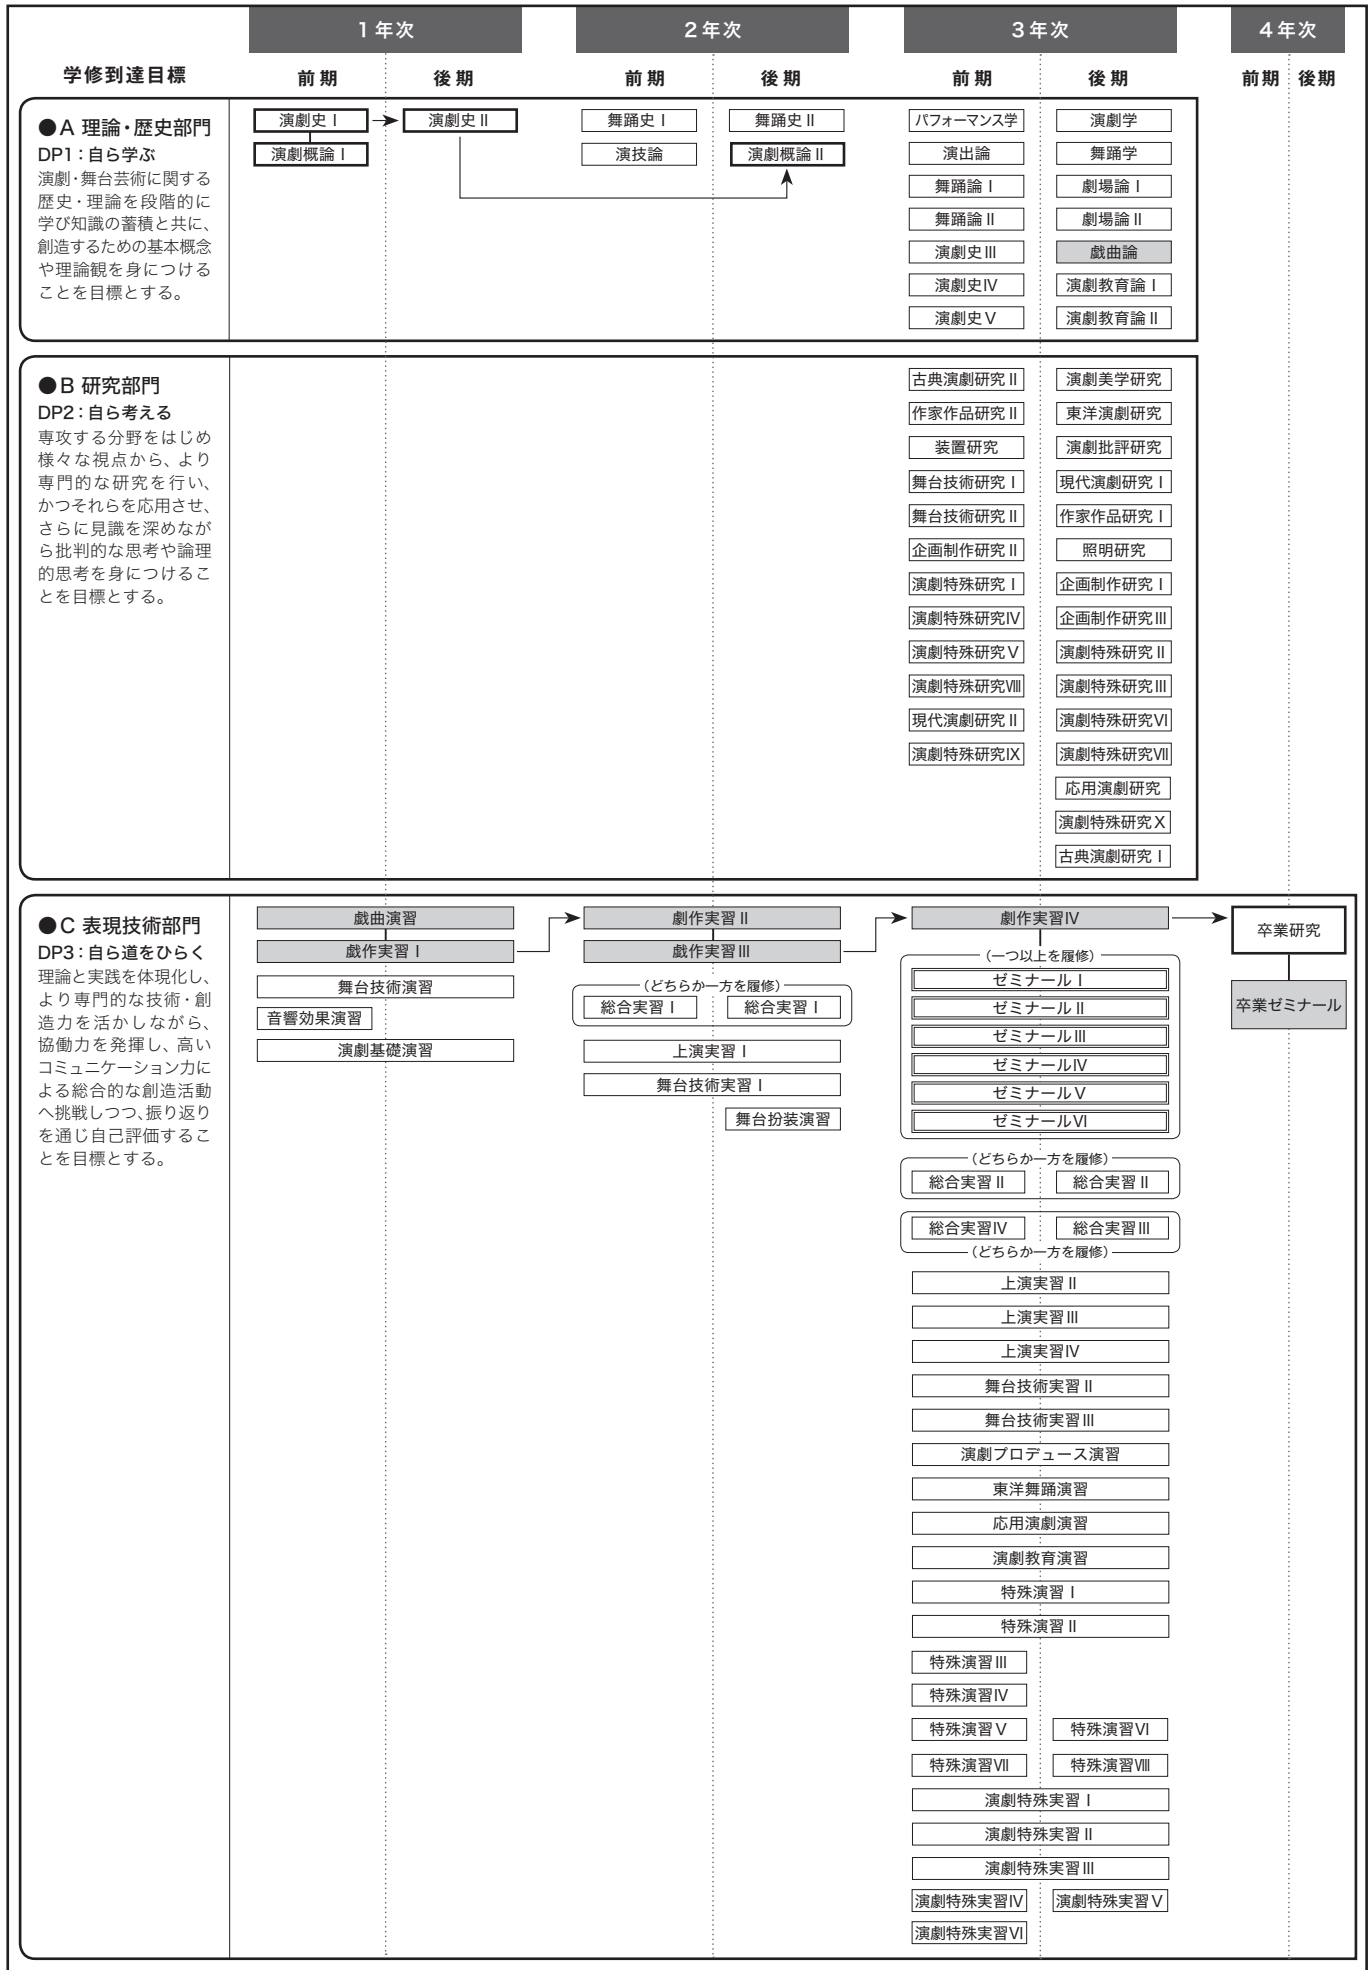 1年次 2年次 3年次 4年次
学修到達目標 前期 後期 前期 後期 前期 後期 前期 後期
●A 理論・歴史部門
DP1:自ら学ぶ
演劇・舞台芸術に関する
歴史・理論を段階的に
学び知識の蓄積と共に、
創造するための基本概念
や理論観を身につける
ことを目標とする。
演劇史Ⅰ 演劇史Ⅱ 舞踊史Ⅰ 舞踊史Ⅱ パフォーマンス学 演劇学
演劇概論Ⅰ 演技論 演劇概論Ⅱ 演出論 舞踊学
舞踊論Ⅰ 劇場論Ⅰ
舞踊論Ⅱ 劇場論Ⅱ
演劇史Ⅲ 戯曲論
演劇史Ⅳ 演劇教育論Ⅰ
演劇史Ⅴ 演劇教育論Ⅱ
●B 研究部門
DP2:自ら考える
専攻する分野をはじめ
様々な視点から、より
専門的な研究を行い、
かつそれらを応用させ、
さらに見識を深めなが
ら批判的な思考や論理
的思考を身につけるこ
とを目標とする。
古典演劇研究Ⅱ 演劇美学研究
作家作品研究Ⅱ 東洋演劇研究
装置研究 演劇批評研究
舞台技術研究Ⅰ 現代演劇研究Ⅰ
舞台技術研究Ⅱ 作家作品研究Ⅰ
企画制作研究Ⅱ 照明研究
演劇特殊研究Ⅰ 企画制作研究Ⅰ
演劇特殊研究Ⅳ 企画制作研究Ⅲ
演劇特殊研究Ⅴ 演劇特殊研究Ⅱ
演劇特殊研究Ⅷ 演劇特殊研究Ⅲ
現代演劇研究Ⅱ 演劇特殊研究Ⅵ
演劇特殊研究Ⅸ 演劇特殊研究Ⅶ
応用演劇研究
演劇特殊研究Ⅹ
古典演劇研究Ⅰ
●C 表現技術部門
DP3:自ら道をひらく
理論と実践を体現化し、
より専門的な技術・創
造力を活かしながら、
協働力を発揮し、高い
コミュニケーション力に
よる総合的な創造活動
へ挑戦しつつ、振り返り
を通じ自己評価するこ
とを目標とする。
戯曲演習 劇作実習Ⅱ 劇作実習Ⅳ 卒業研究
戯作実習Ⅰ 戯作実習Ⅲ
舞台技術演習 (どちらか一方を履修) (一つ以上を履修)
音響効果演習 総合実習Ⅰ 総合実習Ⅰ ゼミナールⅠ 卒業ゼミナール
演劇基礎演習 上演実習Ⅰ ゼミナールⅡ
舞台技術実習Ⅰ ゼミナールⅢ
舞台扮装演習 ゼミナールⅣ
ゼミナールⅤ
ゼミナールⅥ
(どちらか一方を履修)
総合実習Ⅱ 総合実習Ⅱ
総合実習Ⅳ 総合実習Ⅲ
(どちらか一方を履修)
上演実習Ⅱ
上演実習Ⅲ
上演実習Ⅳ
舞台技術実習Ⅱ
舞台技術実習Ⅲ
演劇プロデュース演習
東洋舞踊演習
応用演劇演習
演劇教育演習
特殊演習Ⅰ
特殊演習Ⅱ
特殊演習Ⅲ
特殊演習Ⅳ
特殊演習Ⅴ 特殊演習Ⅵ
特殊演習Ⅶ 特殊演習Ⅷ
演劇特殊実習Ⅰ
演劇特殊実習Ⅱ
演劇特殊実習Ⅲ
演劇特殊実習Ⅳ 演劇特殊実習Ⅴ
演劇特殊実習Ⅵ